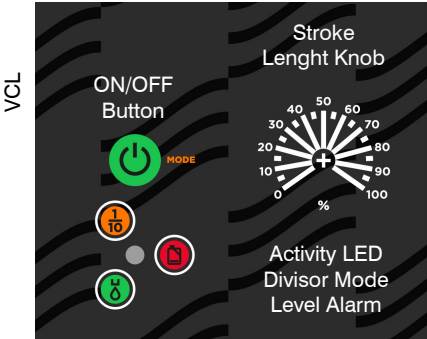 VCL
ON/OFF
Button
MODE
1
10
Stroke
Lenght Knob
0
10
20
30
40
50
60
70
80
90
100
%
Activity LED
Divisor Mode
Level Alarm